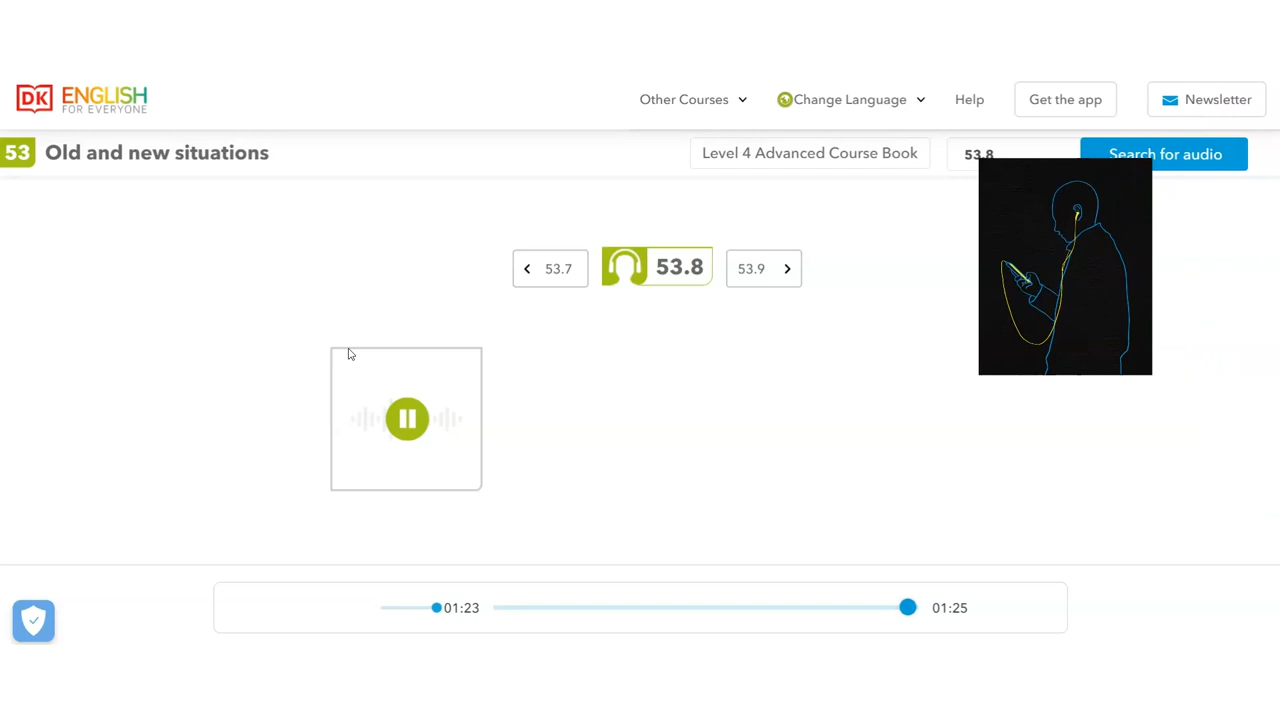 DK ENGLISH
FOR EVERYONE
Other Courses
Change Language
Help
Get the app
Newsletter
53 Old and new situations
Level 4 Advanced Course Book
53.8
Search for audio
53.7
53.8
53.9
01:23
01:25